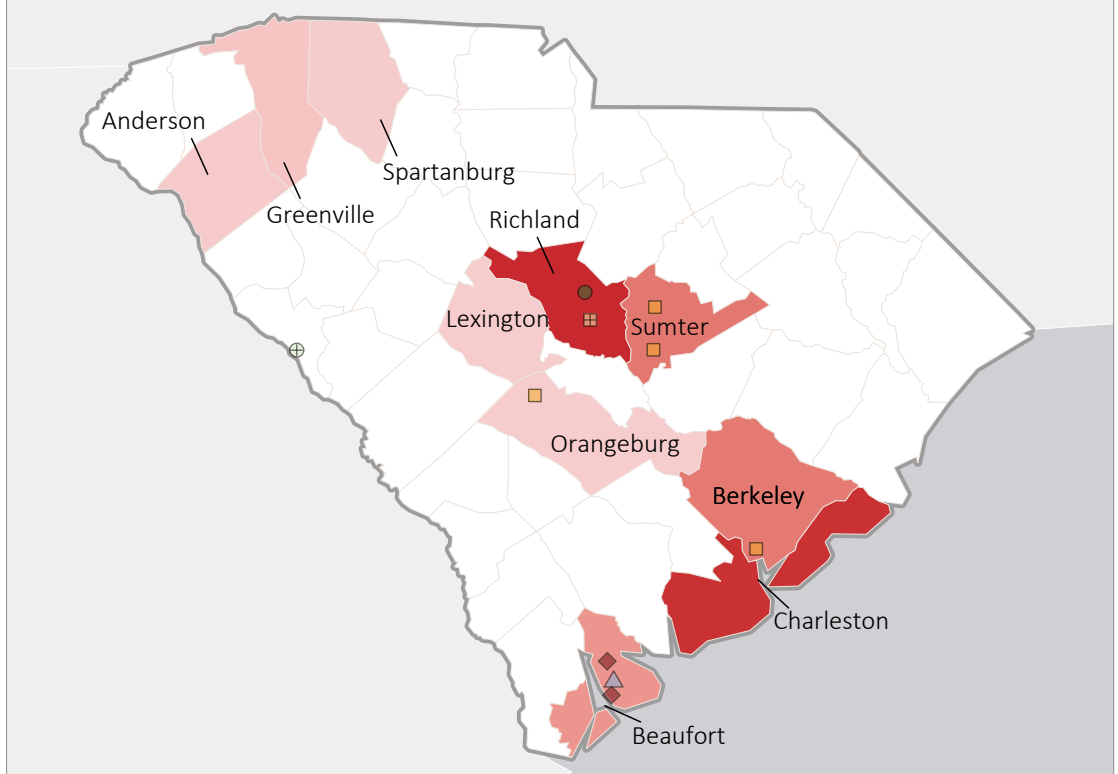 Anderson
Spartanburg
Greenville
Richland
Lexington
Sumter
Orangeburg
Berkeley
Charleston
Beaufort